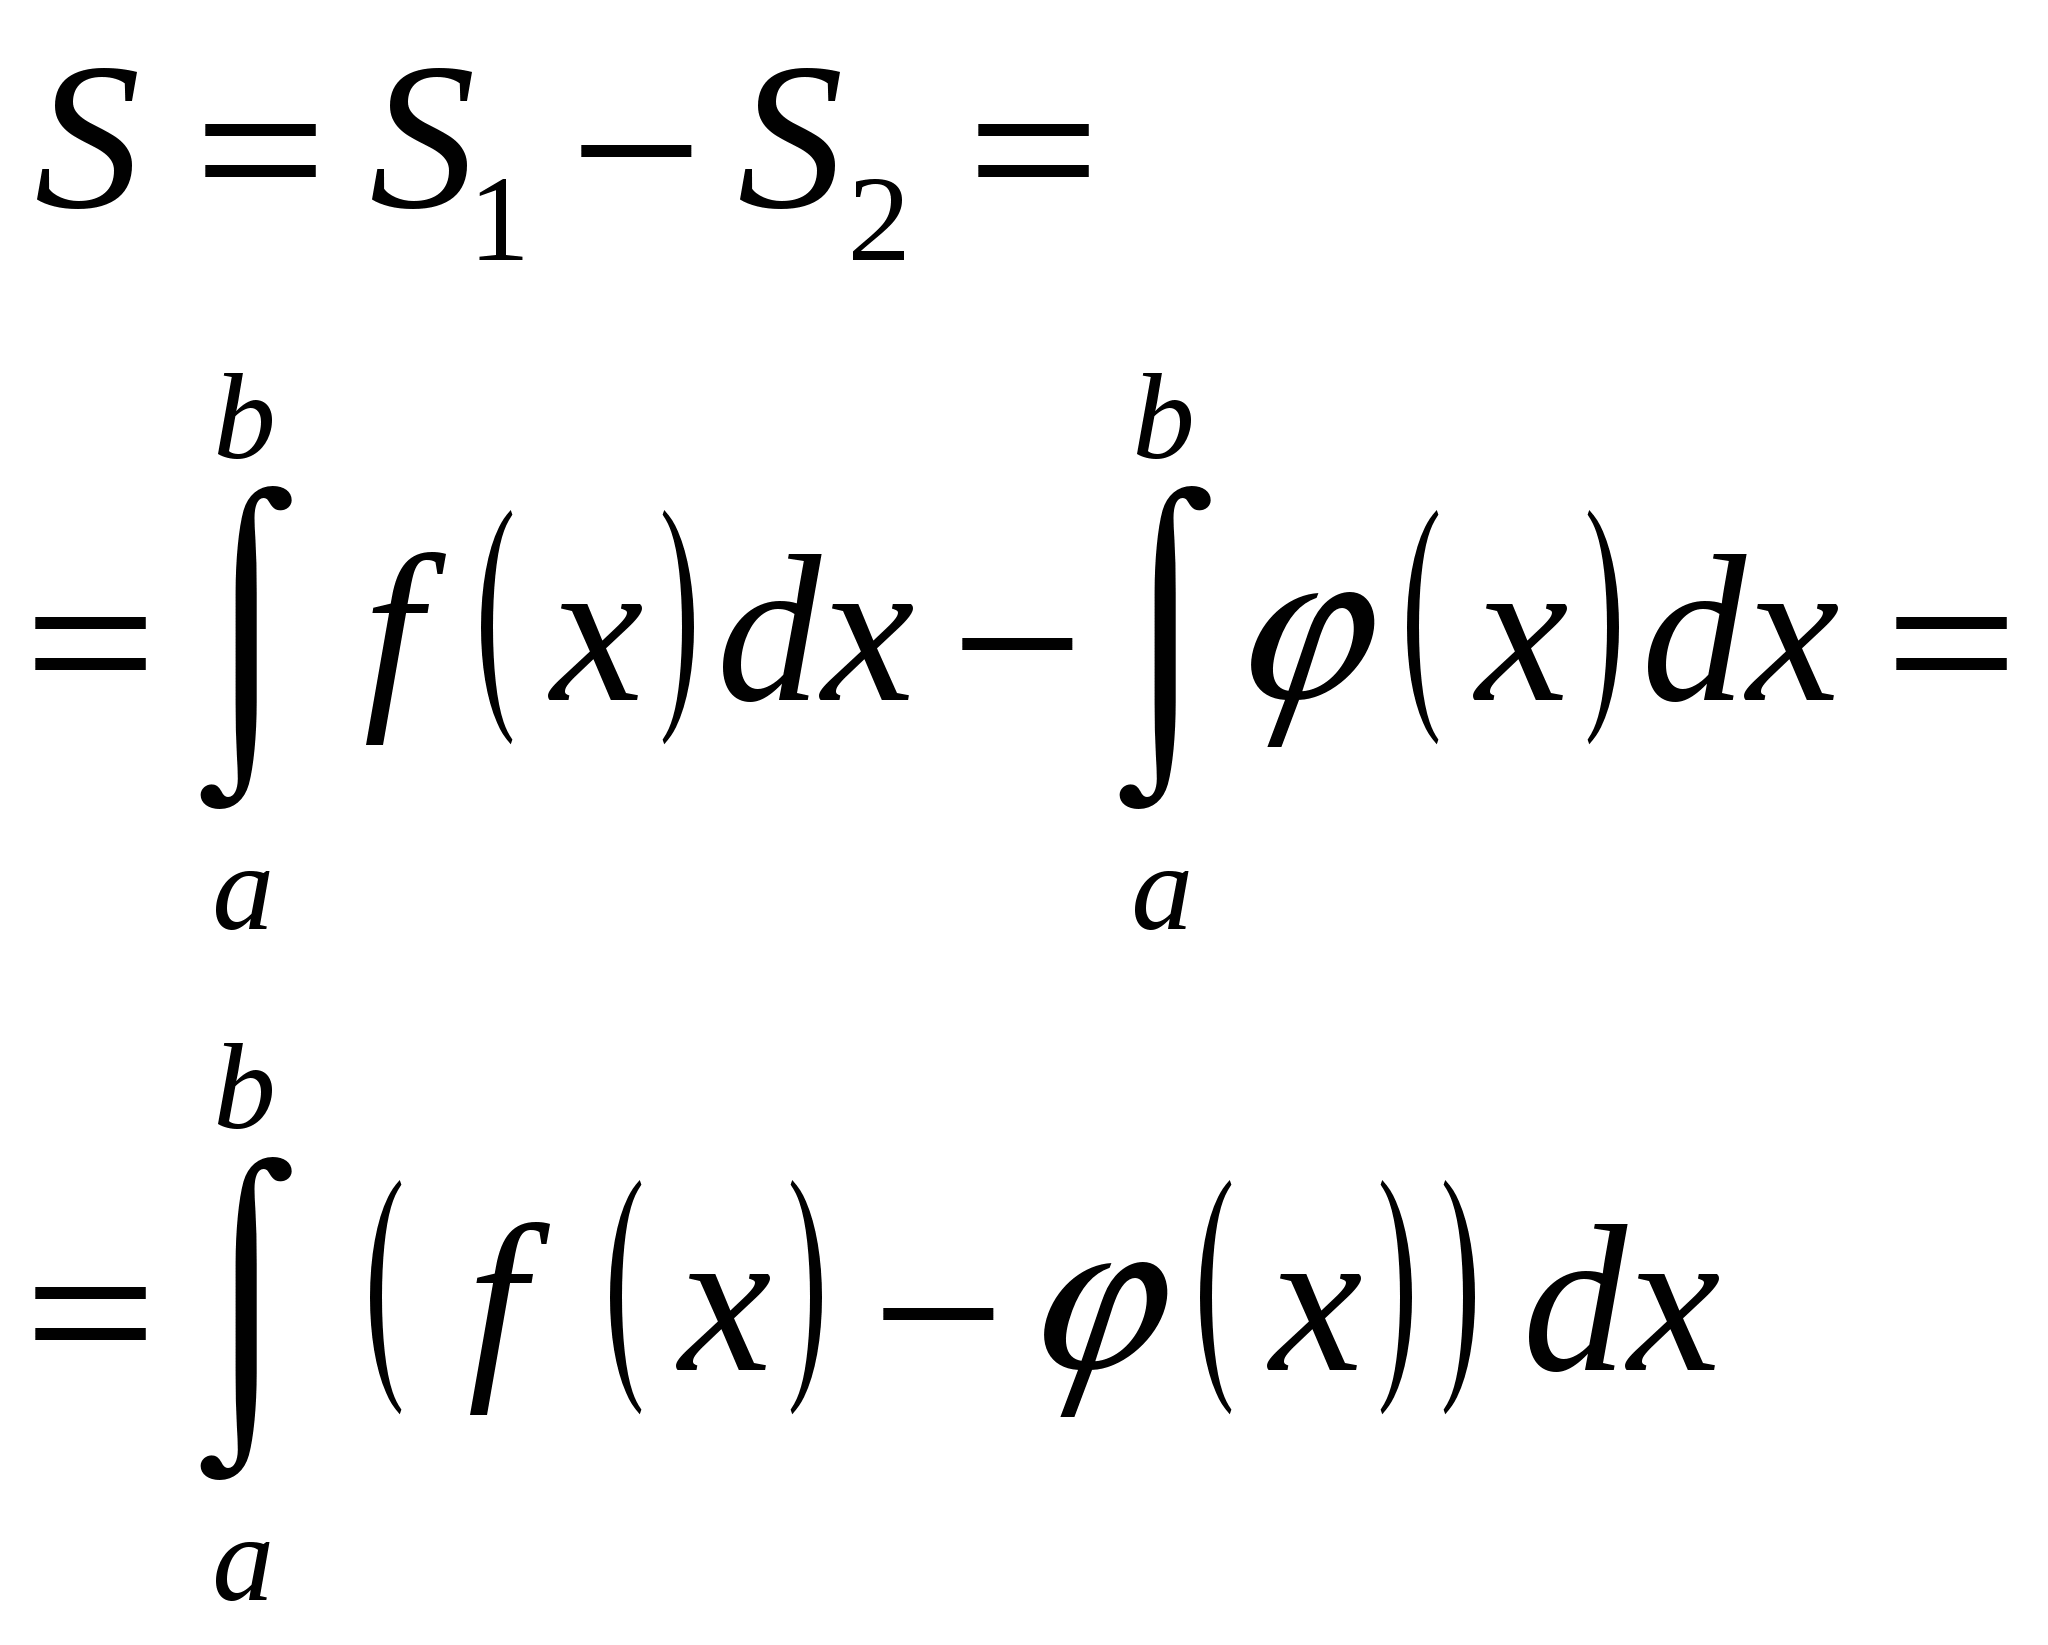 S = S₁ − S₂ =
= ∫ₐᵇ f(x)dx − ∫ₐᵇ φ(x)dx =
= ∫ₐᵇ (f(x) − φ(x))dx